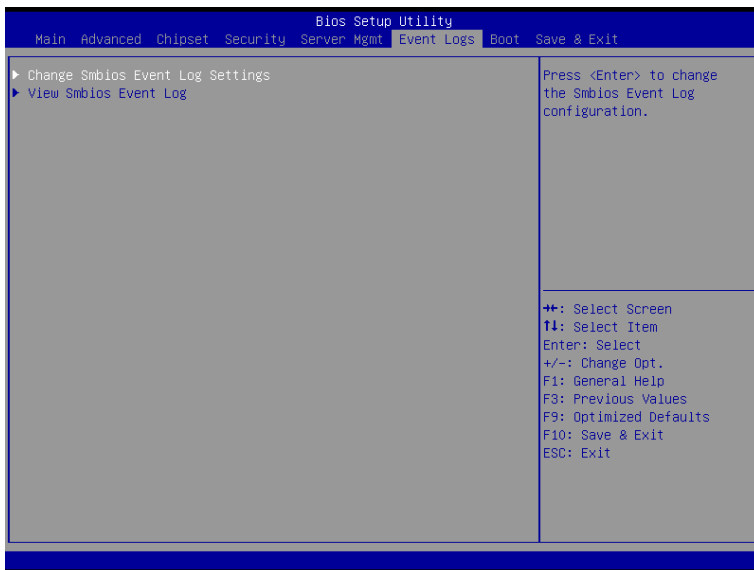 Bios Setup Utility
Main Advanced Chipset Security Server Mgmt Event Logs Boot Save & Exit
▶ Change Smbios Event Log Settings
▶ View Smbios Event Log
Press <Enter> to change
the Smbios Event Log
configuration.
→←: Select Screen
↑↓: Select Item
Enter: Select
+/-: Change Opt.
F1: General Help
F3: Previous Values
F9: Optimized Defaults
F10: Save & Exit
ESC: Exit